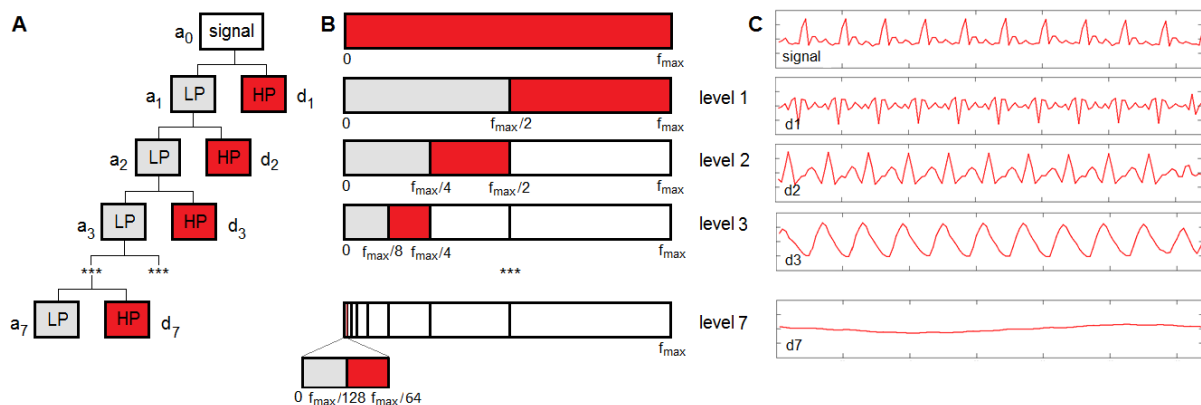 A
a0 signal
a1 LP HP d1
a2 LP HP d2
a3 LP HP d3
*** ***
a7 LP HP d7
B
0 fmax
level 1
0 fmax/2 fmax
level 2
0 fmax/4 fmax/2 fmax
level 3
0 fmax/8 fmax/4 fmax
***
level 7
fmax
0 fmax/128 fmax/64
C
signal
d1
d2
d3
d7